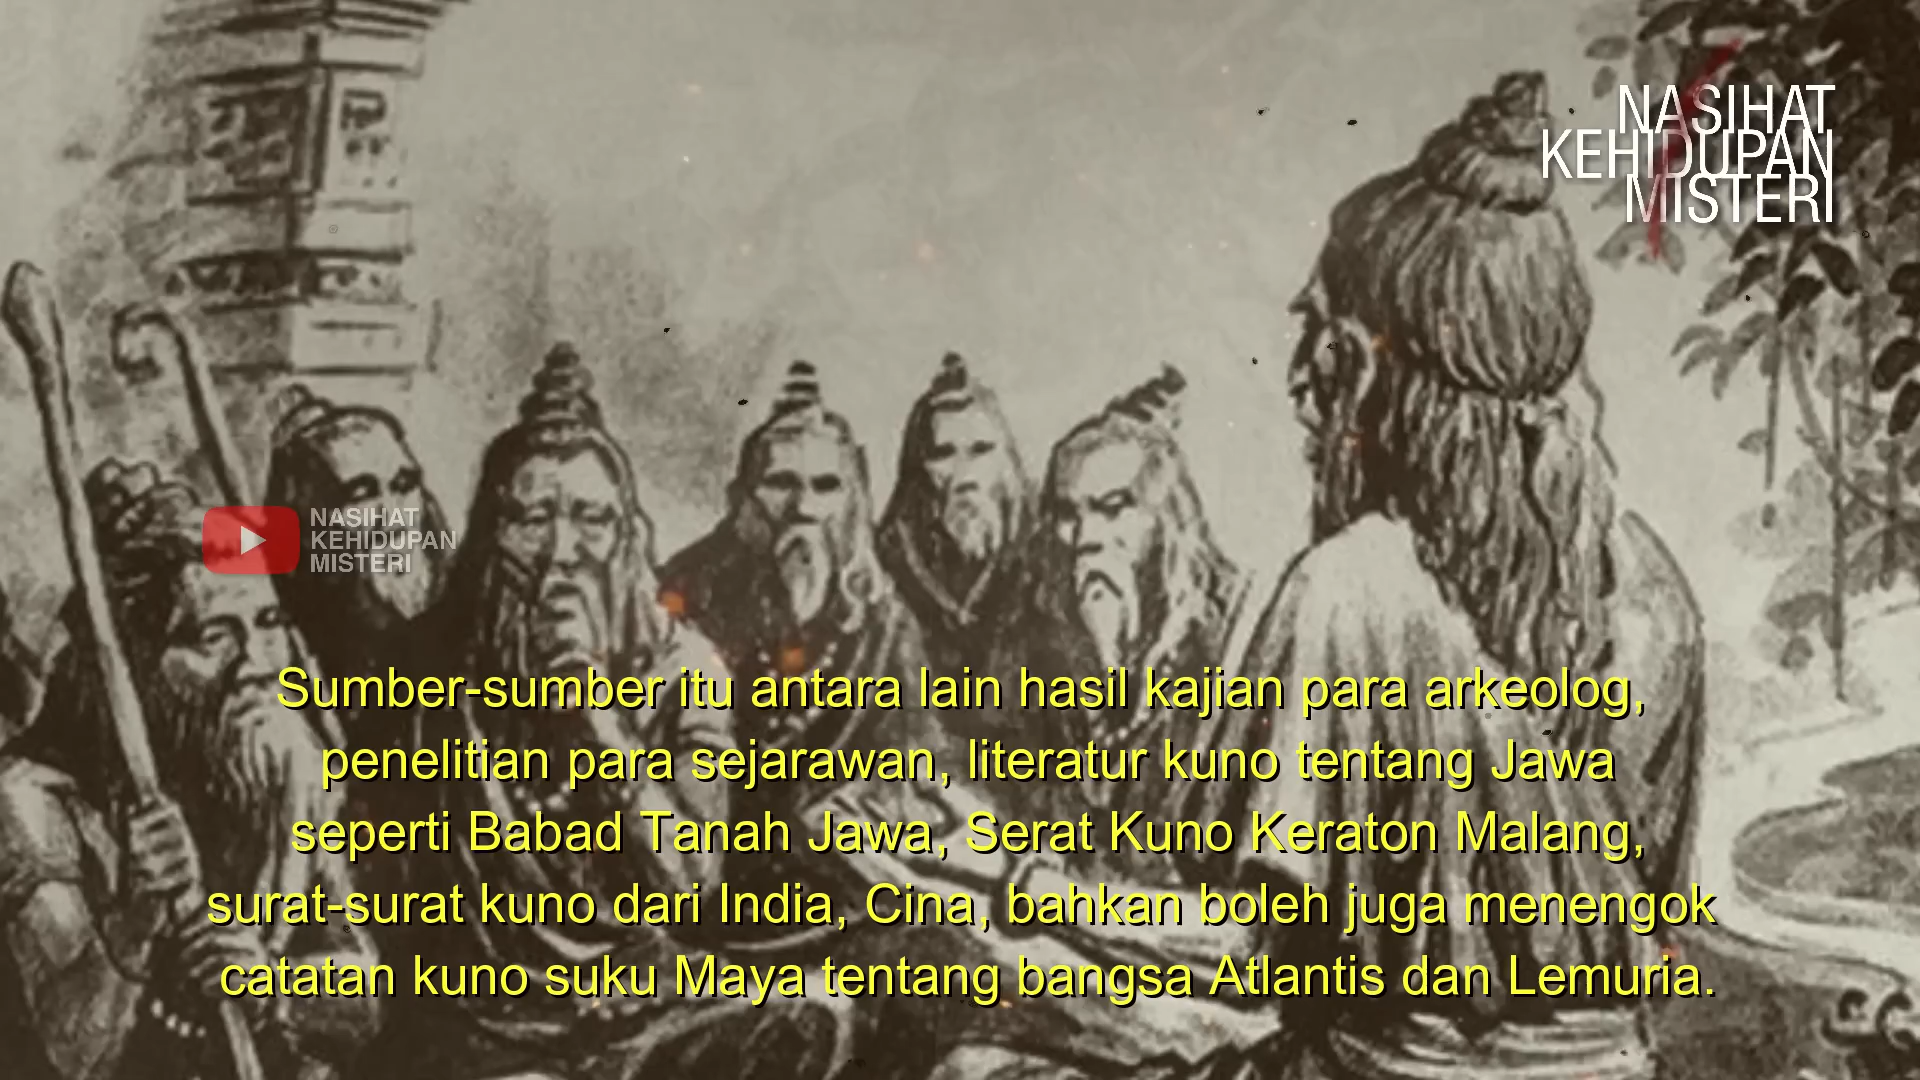 NASIHAT
KEHIDUPAN
MISTERI
NASIHAT
KEHIDUPAN
MISTERI
Sumber-sumber itu antara lain hasil kajian para arkeolog,
penelitian para sejarawan, literatur kuno tentang Jawa
seperti Babad Tanah Jawa, Serat Kuno Keraton Malang,
surat-surat kuno dari India, Cina, bahkan boleh juga menengok
catatan kuno suku Maya tentang bangsa Atlantis dan Lemuria.